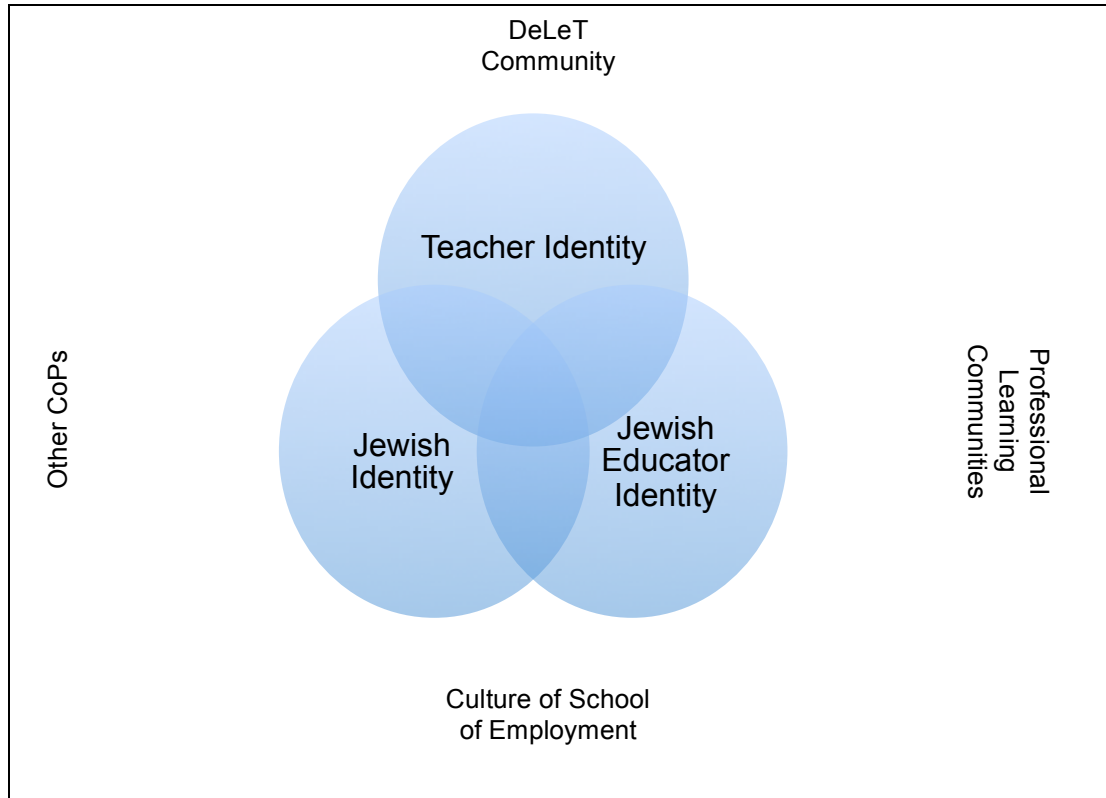 DeLeT
Community
Teacher Identity
Jewish
Identity
Jewish
Educator
Identity
Other CoPs
Professional
Learning
Communities
Culture of School
of Employment